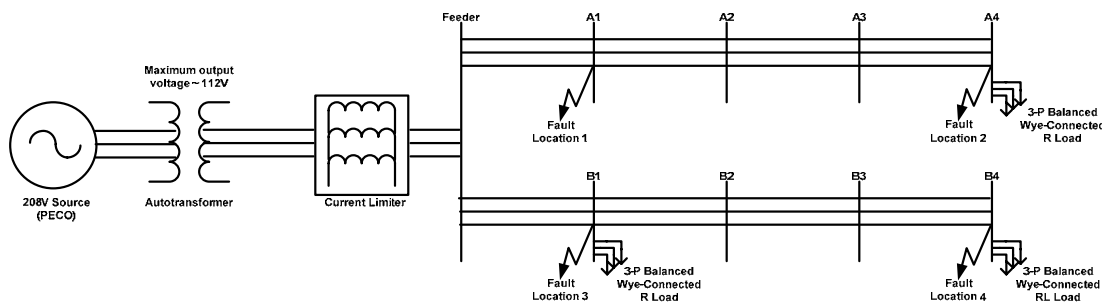 Feeder
A1
A2
A3
A4
Maximum output
voltage~112V
Fault
Location 1
Fault
Location 2
3-P Balanced
Wye-Connected
R Load
208V Source
(PECO)
Autotransformer
Current Limiter
B1
B2
B3
B4
Fault
Location 3
3-P Balanced
Wye-Connected
R Load
Fault
Location 4
3-P Balanced
Wye-Connected
RL Load